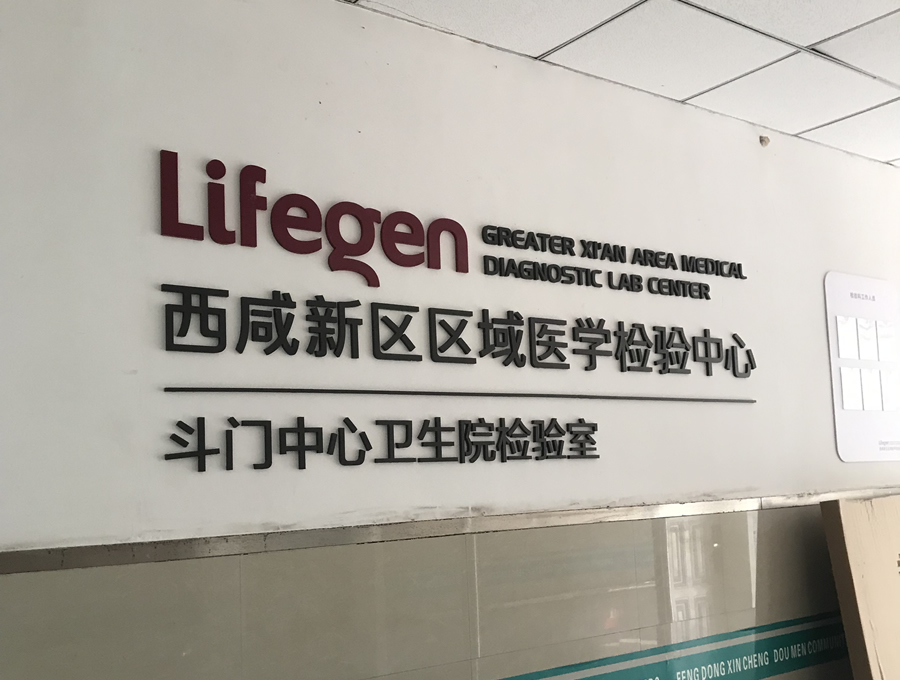 Lifegen
GREATER XI'AN AREA MEDICAL
DIAGNOSTIC LAB CENTER
西咸新区区域医学检验中心
斗门中心卫生院检验室
FENG DONG XIN CHENG DOU MEN